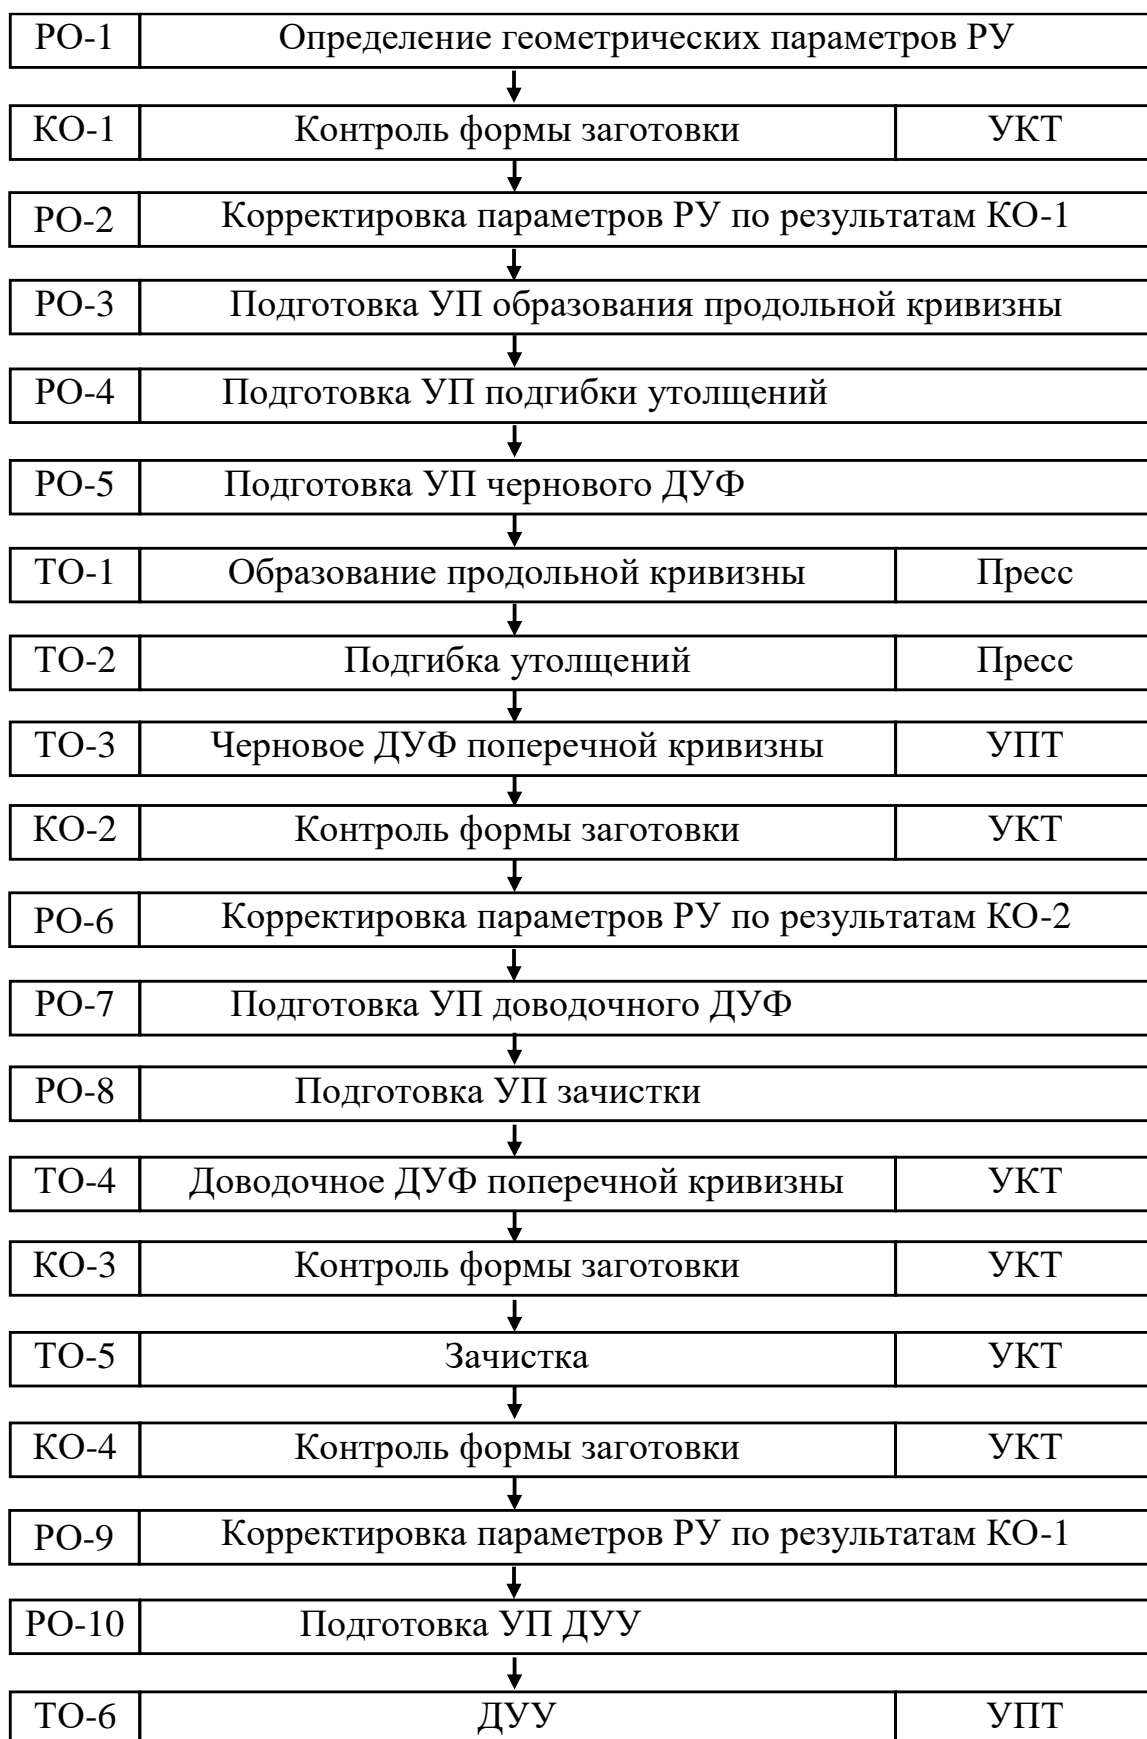 РО-1 Определение геометрических параметров РУ
КО-1 Контроль формы заготовки УКТ
РО-2 Корректировка параметров РУ по результатам КО-1
РО-3 Подготовка УП образования продольной кривизны
РО-4 Подготовка УП подгибки утолщений
РО-5 Подготовка УП чернового ДУФ
ТО-1 Образование продольной кривизны Пресс
ТО-2 Подгибка утолщений Пресс
ТО-3 Черновое ДУФ поперечной кривизны УПТ
КО-2 Контроль формы заготовки УКТ
РО-6 Корректировка параметров РУ по результатам КО-2
РО-7 Подготовка УП доводочного ДУФ
РО-8 Подготовка УП зачистки
ТО-4 Доводочное ДУФ поперечной кривизны УКТ
КО-3 Контроль формы заготовки УКТ
ТО-5 Зачистка УКТ
КО-4 Контроль формы заготовки УКТ
РО-9 Корректировка параметров РУ по результатам КО-1
РО-10 Подготовка УП ДУУ
ТО-6 ДУУ УПТ